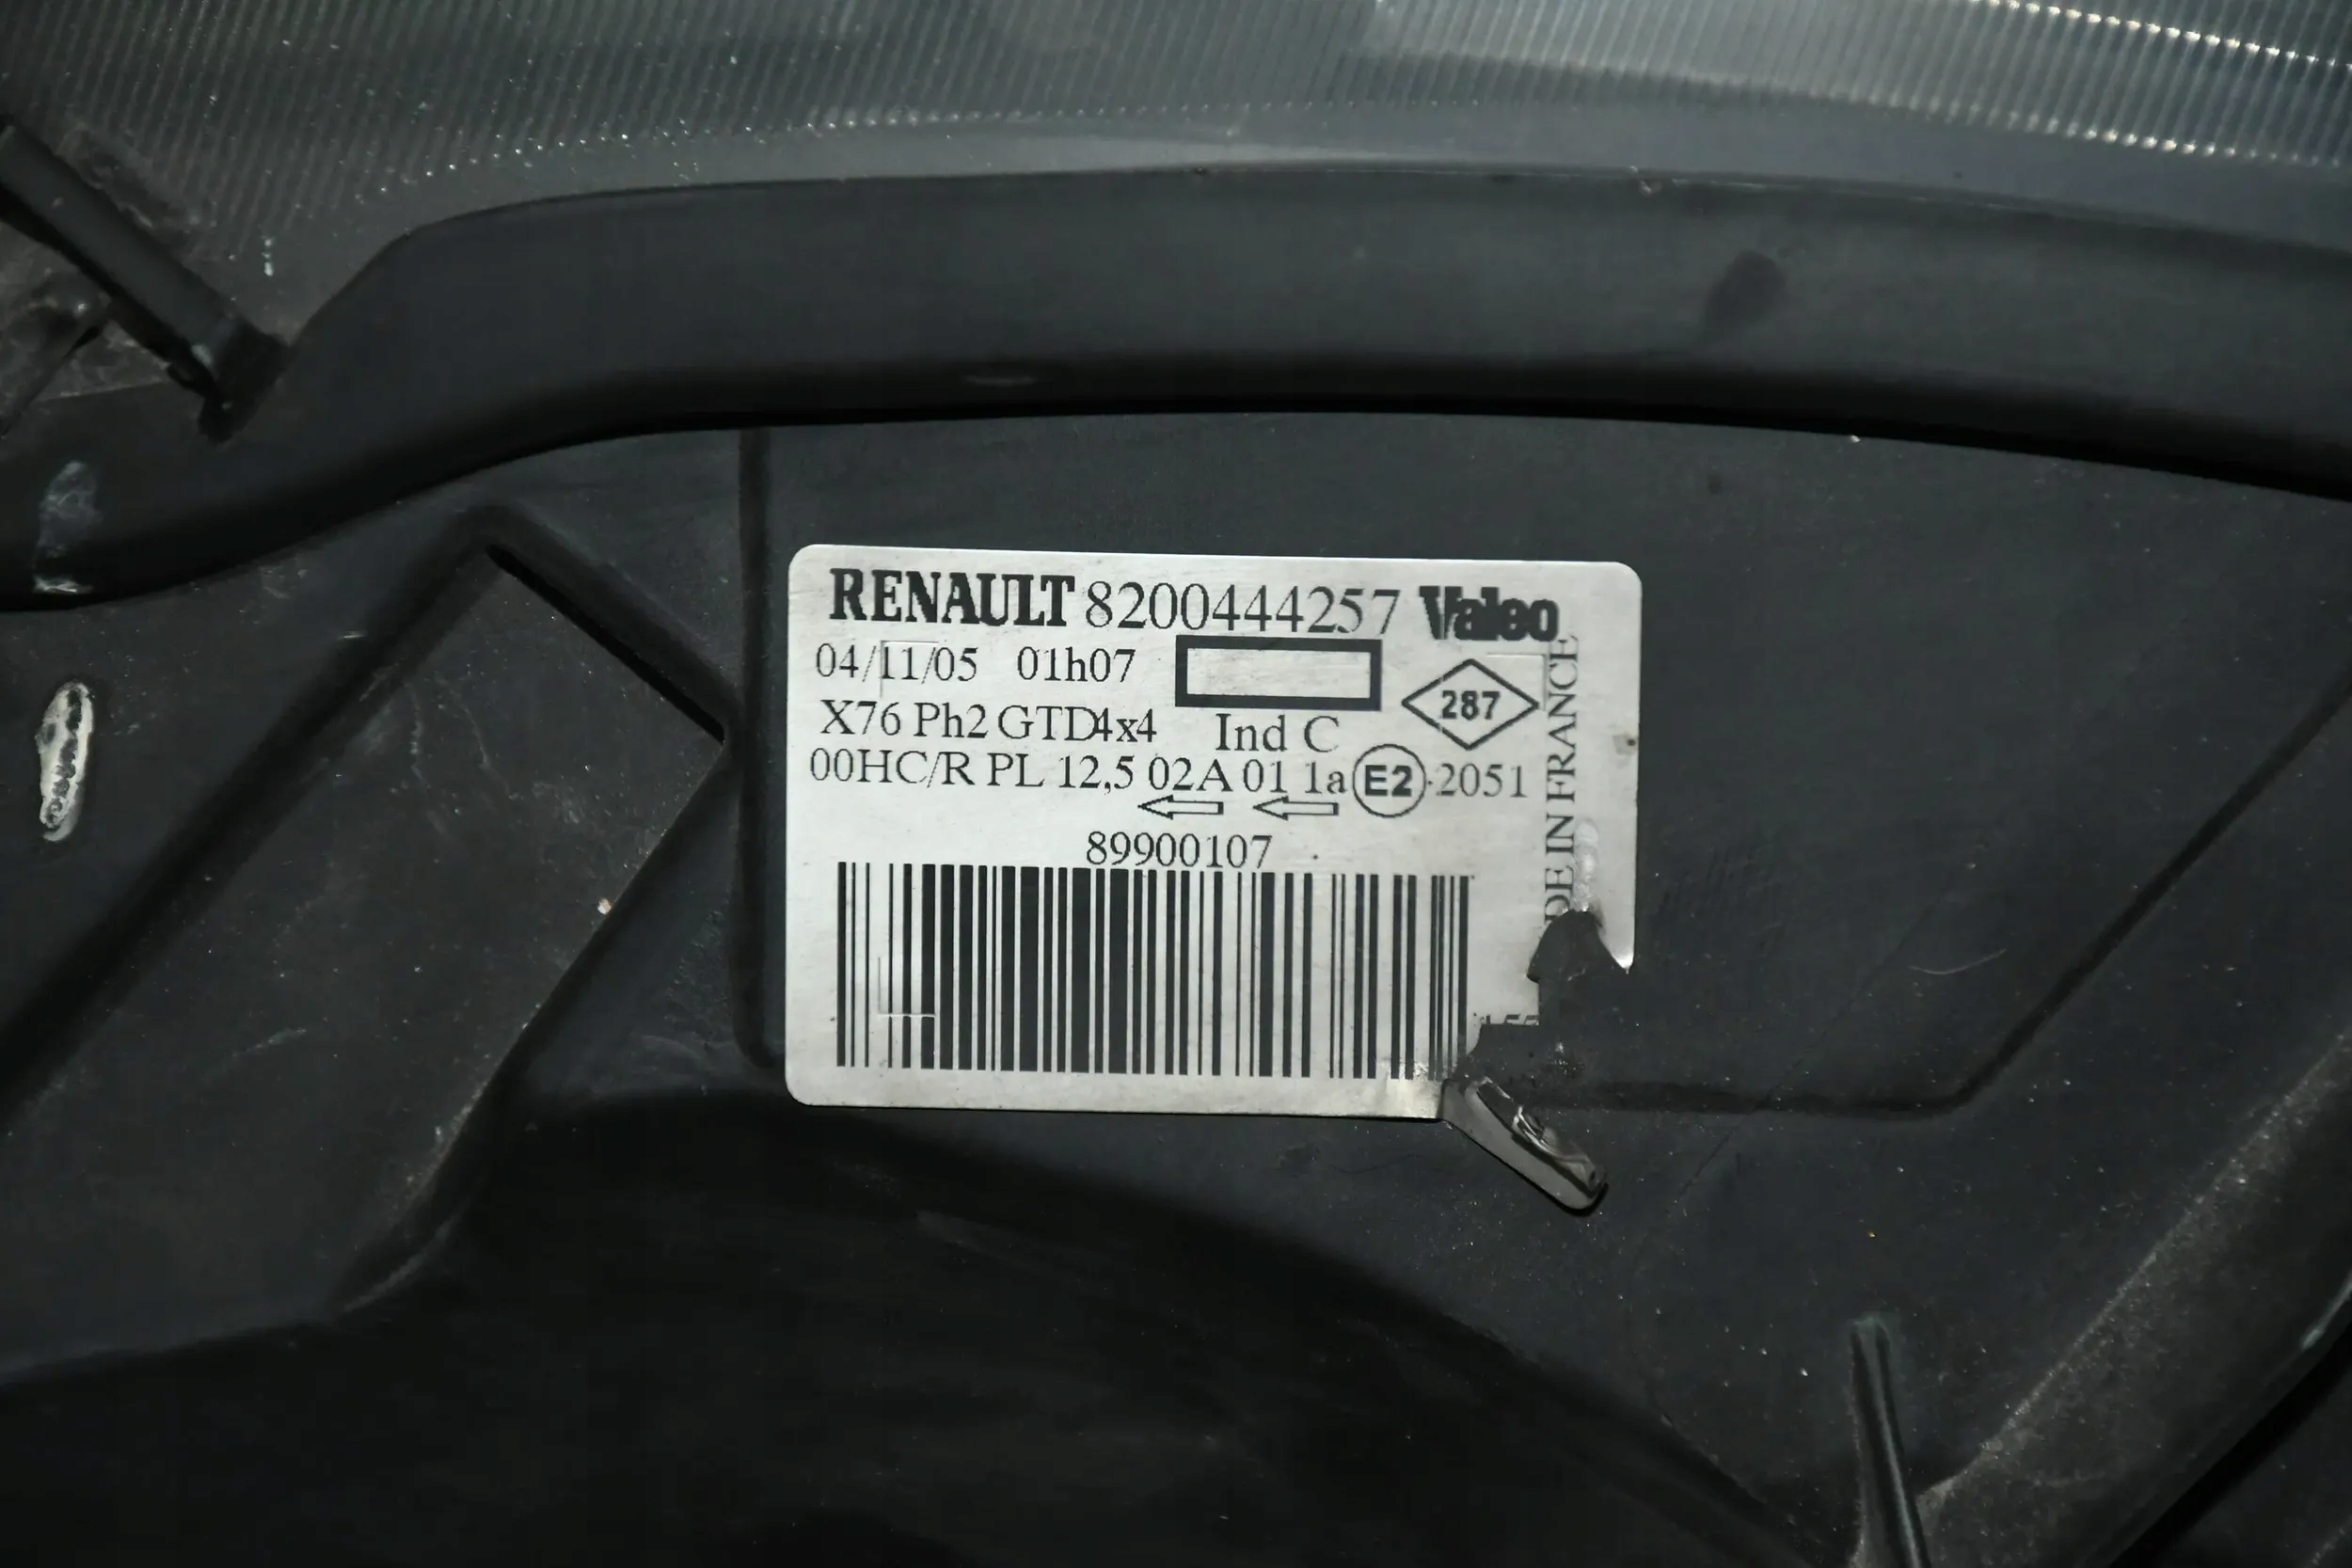 RENAULT 8200444257 Valeo
04/11/05 01h07
287
X76 Ph2 GTD4x4 Ind C
00HC/R PL 12,5 02A 01 1a E2 2051
89900107
DE IN FRANCE